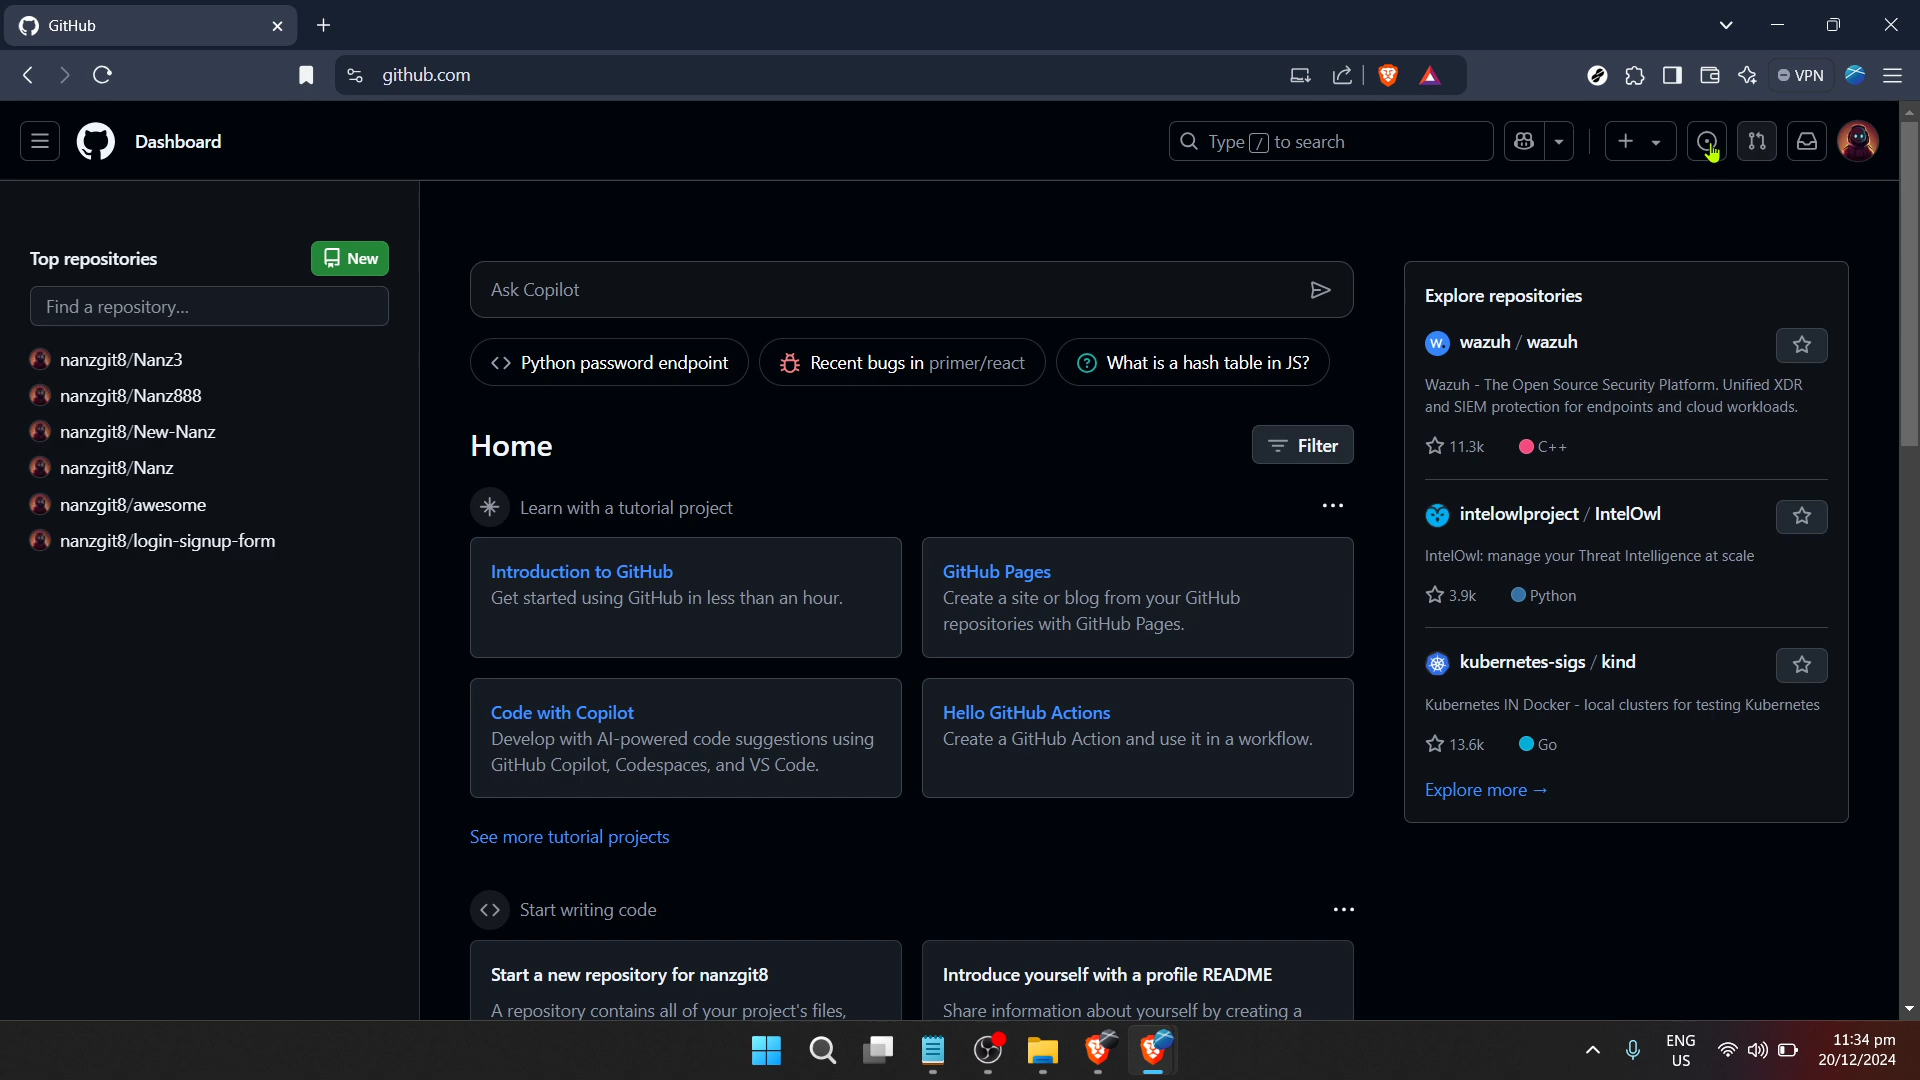 GitHub
github.com
VPN
Dashboard
Type / to search
Top repositories
New
Find a repository...
nanzgit8/Nanz3
nanzgit8/Nanz888
nanzgit8/New-Nanz
nanzgit8/Nanz
nanzgit8/awesome
nanzgit8/login-signup-form
Ask Copilot
Python password endpoint
Recent bugs in primer/react
What is a hash table in JS?
Home
Filter
Learn with a tutorial project
Introduction to GitHub
Get started using GitHub in less than an hour.
GitHub Pages
Create a site or blog from your GitHub
repositories with GitHub Pages.
Code with Copilot
Develop with AI-powered code suggestions using
GitHub Copilot, Codespaces, and VS Code.
Hello GitHub Actions
Create a GitHub Action and use it in a workflow.
See more tutorial projects
Start writing code
Start a new repository for nanzgit8
A repository contains all of your project's files,
Introduce yourself with a profile README
Share information about yourself by creating a
Explore repositories
W. wazuh / wazuh
Wazuh - The Open Source Security Platform. Unified XDR
and SIEM protection for endpoints and cloud workloads.
11.3k C++
intelowlproject / IntelOwl
IntelOwl: manage your Threat Intelligence at scale
3.9k Python
kubernetes-sigs / kind
Kubernetes IN Docker - local clusters for testing Kubernetes
13.6k Go
Explore more →
ENG
US
11:34 pm
20/12/2024